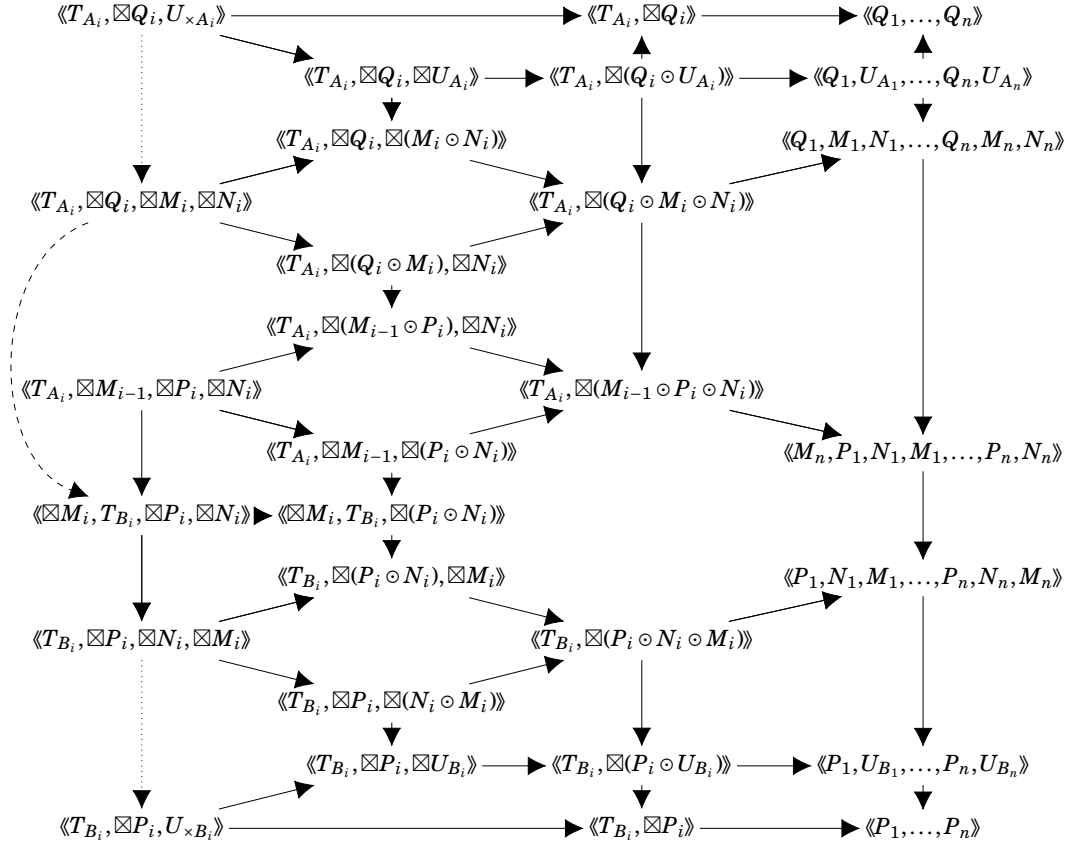 ⟪T_{A_i}, ⊠Q_i, U_{×A_i}⟫ ⟪T_{A_i}, ⊠Q_i⟫ ⟪Q_1,…,Q_n⟫
⟪T_{A_i}, ⊠Q_i, ⊠U_{A_i}⟫ ⟪T_{A_i}, ⊠(Q_i ⊙ U_{A_i})⟫ ⟪Q_1, U_{A_1},…,Q_n, U_{A_n}⟫
⟪T_{A_i}, ⊠Q_i, ⊠(M_i ⊙ N_i)⟫ ⟪Q_1, M_1, N_1,…,Q_n, M_n, N_n⟫
⟪T_{A_i}, ⊠Q_i, ⊠M_i, ⊠N_i⟫ ⟪T_{A_i}, ⊠(Q_i ⊙ M_i ⊙ N_i)⟫
⟪T_{A_i}, ⊠(Q_i ⊙ M_i), ⊠N_i⟫
⟪T_{A_i}, ⊠(M_{i−1} ⊙ P_i), ⊠N_i⟫
⟪T_{A_i}, ⊠M_{i−1}, ⊠P_i, ⊠N_i⟫ ⟪T_{A_i}, ⊠(M_{i−1} ⊙ P_i ⊙ N_i)⟫
⟪T_{A_i}, ⊠M_{i−1}, ⊠(P_i ⊙ N_i)⟫ ⟪M_n, P_1, N_1, M_1,…,P_n, N_n⟫
⟪⊠M_i, T_{B_i}, ⊠P_i, ⊠N_i⟫ ⟪⊠M_i, T_{B_i}, ⊠(P_i ⊙ N_i)⟫
⟪T_{B_i}, ⊠(P_i ⊙ N_i), ⊠M_i⟫ ⟪P_1, N_1, M_1,…,P_n, N_n, M_n⟫
⟪T_{B_i}, ⊠P_i, ⊠N_i, ⊠M_i⟫ ⟪T_{B_i}, ⊠(P_i ⊙ N_i ⊙ M_i)⟫
⟪T_{B_i}, ⊠P_i, ⊠(N_i ⊙ M_i)⟫
⟪T_{B_i}, ⊠P_i, ⊠U_{B_i}⟫ ⟪T_{B_i}, ⊠(P_i ⊙ U_{B_i})⟫ ⟪P_1, U_{B_1},…,P_n, U_{B_n}⟫
⟪T_{B_i}, ⊠P_i, U_{×B_i}⟫ ⟪T_{B_i}, ⊠P_i⟫ ⟪P_1,…,P_n⟫